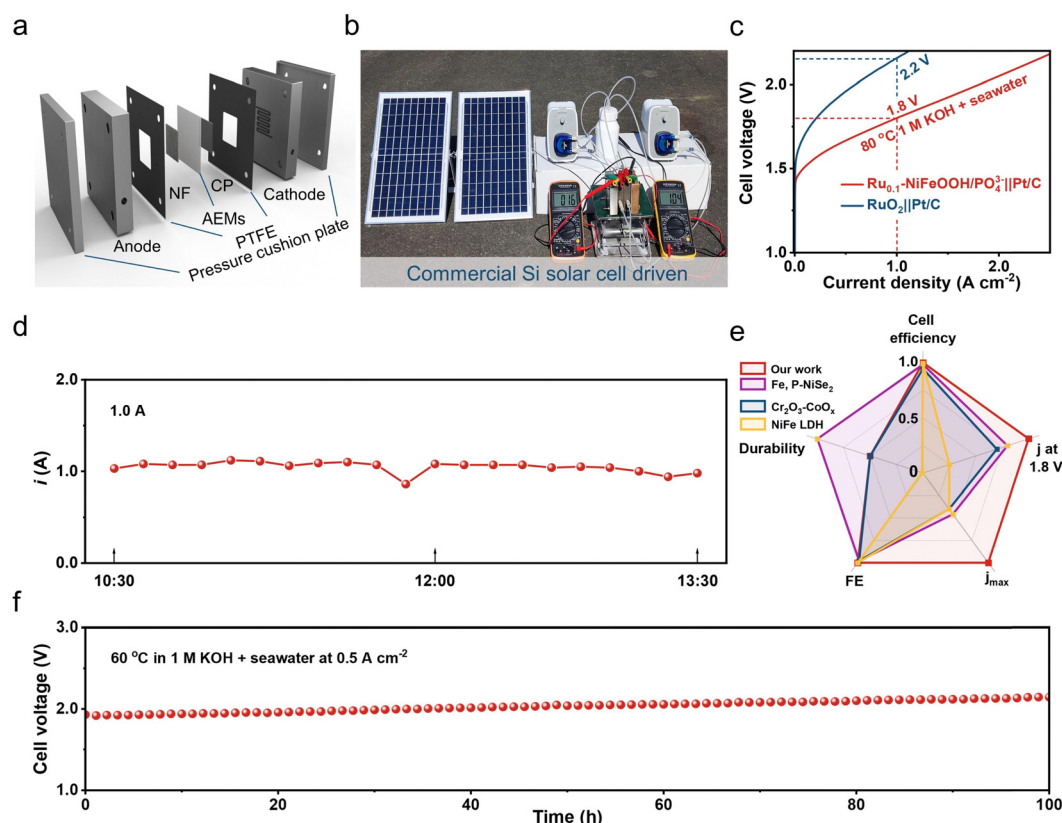 a
NF
CP
Cathode
AEMs
PTFE
Anode
Pressure cushion plate
b
016
104
Commercial Si solar cell driven
c
Cell voltage (V)
2.0
1.5
1.0
2.2 V
1.8 V
80 °C 1 M KOH + seawater
Ru₀.₁-NiFeOOH/PO₄³⁻||Pt/C
RuO₂||Pt/C
0.0
1.0
2.0
Current density (A cm⁻²)
d
i (A)
2.0
1.0
0.0
1.0 A
10:30
12:00
13:30
e
Cell
efficiency
Our work
Fe, P-NiSe₂
Cr₂O₃-CoOₓ
NiFe LDH
1.0
0.5
0
Durability
j at
1.8 V
FE
jmax
f
Cell voltage (V)
3.0
2.0
1.0
60 °C in 1 M KOH + seawater at 0.5 A cm⁻²
0
20
40
60
80
100
Time (h)